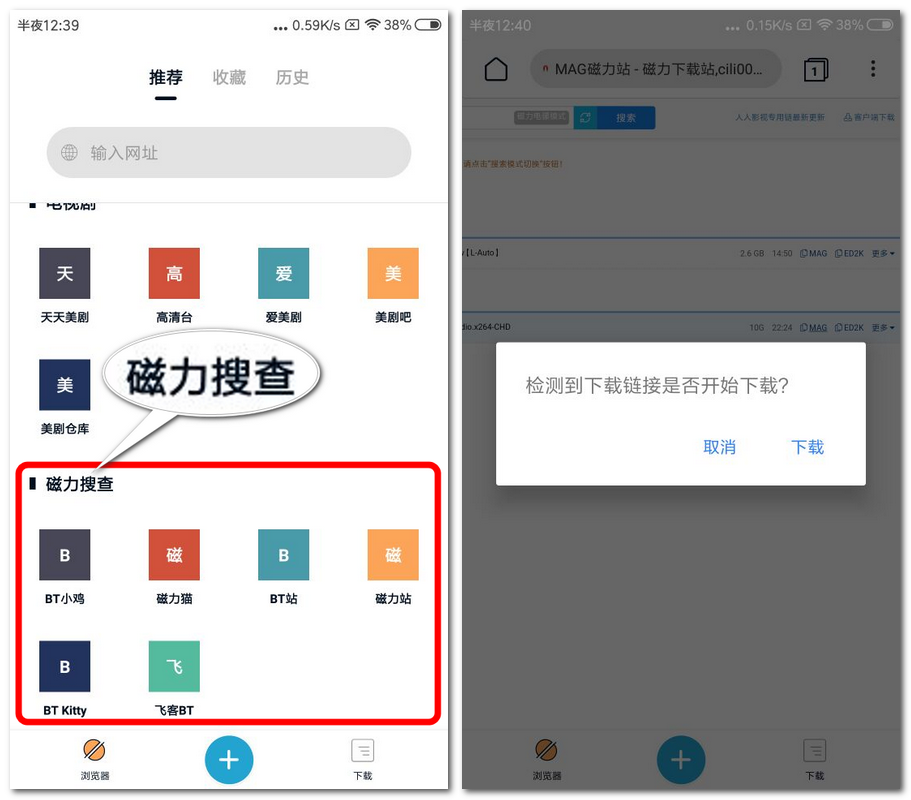 半夜12:39
... 0.59K/s 38%
推荐 收藏 历史
输入网址
电视剧
天 高 爱 美
天天美剧 高清台 爱美剧 美剧吧
美
美剧仓库
磁力搜查
磁力搜查
B 磁 B 磁
BT小鸡 磁力猫 BT站 磁力站
B 飞
BT Kitty 飞客BT
浏览器 下载
半夜12:40
... 0.15K/s 38%
MAG磁力站 - 磁力下载站,cili00... 1
搜索 人人影视专用链最新更新 客户端下载
请点击"搜索模式切换"按钮!
[L-Auto] 2.6 GB 14:50 MAG ED2K 更多
dio.x264-CHD 10G 22:24 MAG ED2K 更多
检测到下载链接是否开始下载?
取消 下载
浏览器 下载